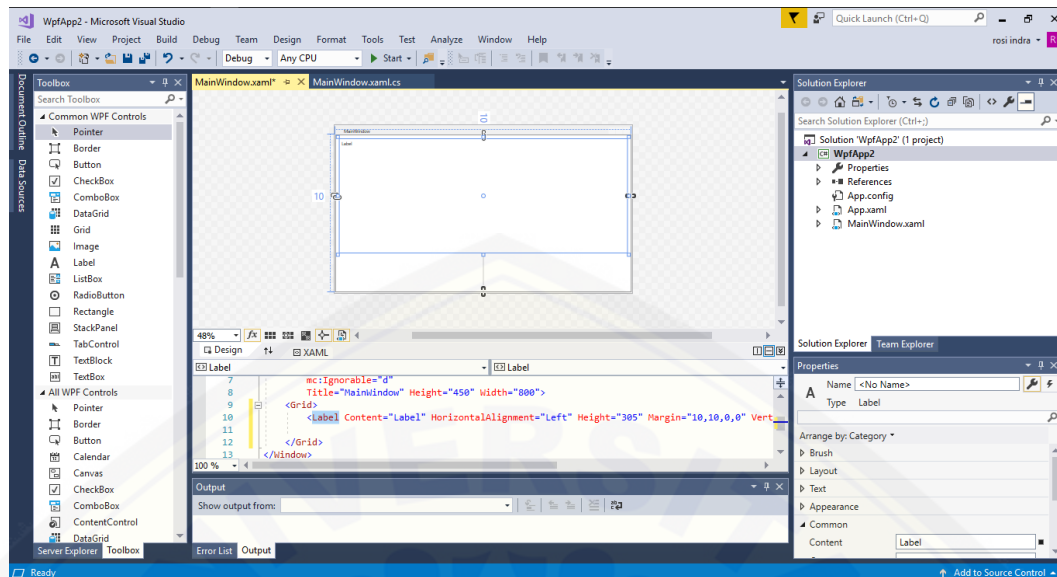 WpfApp2 - Microsoft Visual Studio
Quick Launch (Ctrl+Q)
File Edit View Project Build Debug Team Design Format Tools Test Analyze Window Help
rosi indra
R
Debug
Any CPU
Start
Document Outline
Data Sources
Toolbox
Search Toolbox
Common WPF Controls
Pointer
Border
Button
CheckBox
ComboBox
DataGrid
Grid
Image
Label
ListBox
RadioButton
Rectangle
StackPanel
TabControl
TextBlock
TextBox
All WPF Controls
Pointer
Border
Button
Calendar
Canvas
CheckBox
ComboBox
ContentControl
DataGrid
Server Explorer Toolbox
MainWindow.xaml* MainWindow.xaml.cs
10
MainWindow
Label
10
48%
Design XAML
Label Label
7 mc:Ignorable="d"
8 Title="MainWindow" Height="450" Width="800">
9 <Grid>
10 <Label Content="Label" HorizontalAlignment="Left" Height="305" Margin="10,10,0,0" Vert
11
12 </Grid>
13 </Window>
100 %
Output
Show output from:
Error List Output
Solution Explorer
Search Solution Explorer (Ctrl+;)
Solution 'WpfApp2' (1 project)
WpfApp2
Properties
References
App.config
App.xaml
MainWindow.xaml
Solution Explorer Team Explorer
Properties
Name <No Name>
Type Label
Arrange by: Category
Brush
Layout
Text
Appearance
Common
Content Label
Ready
Add to Source Control